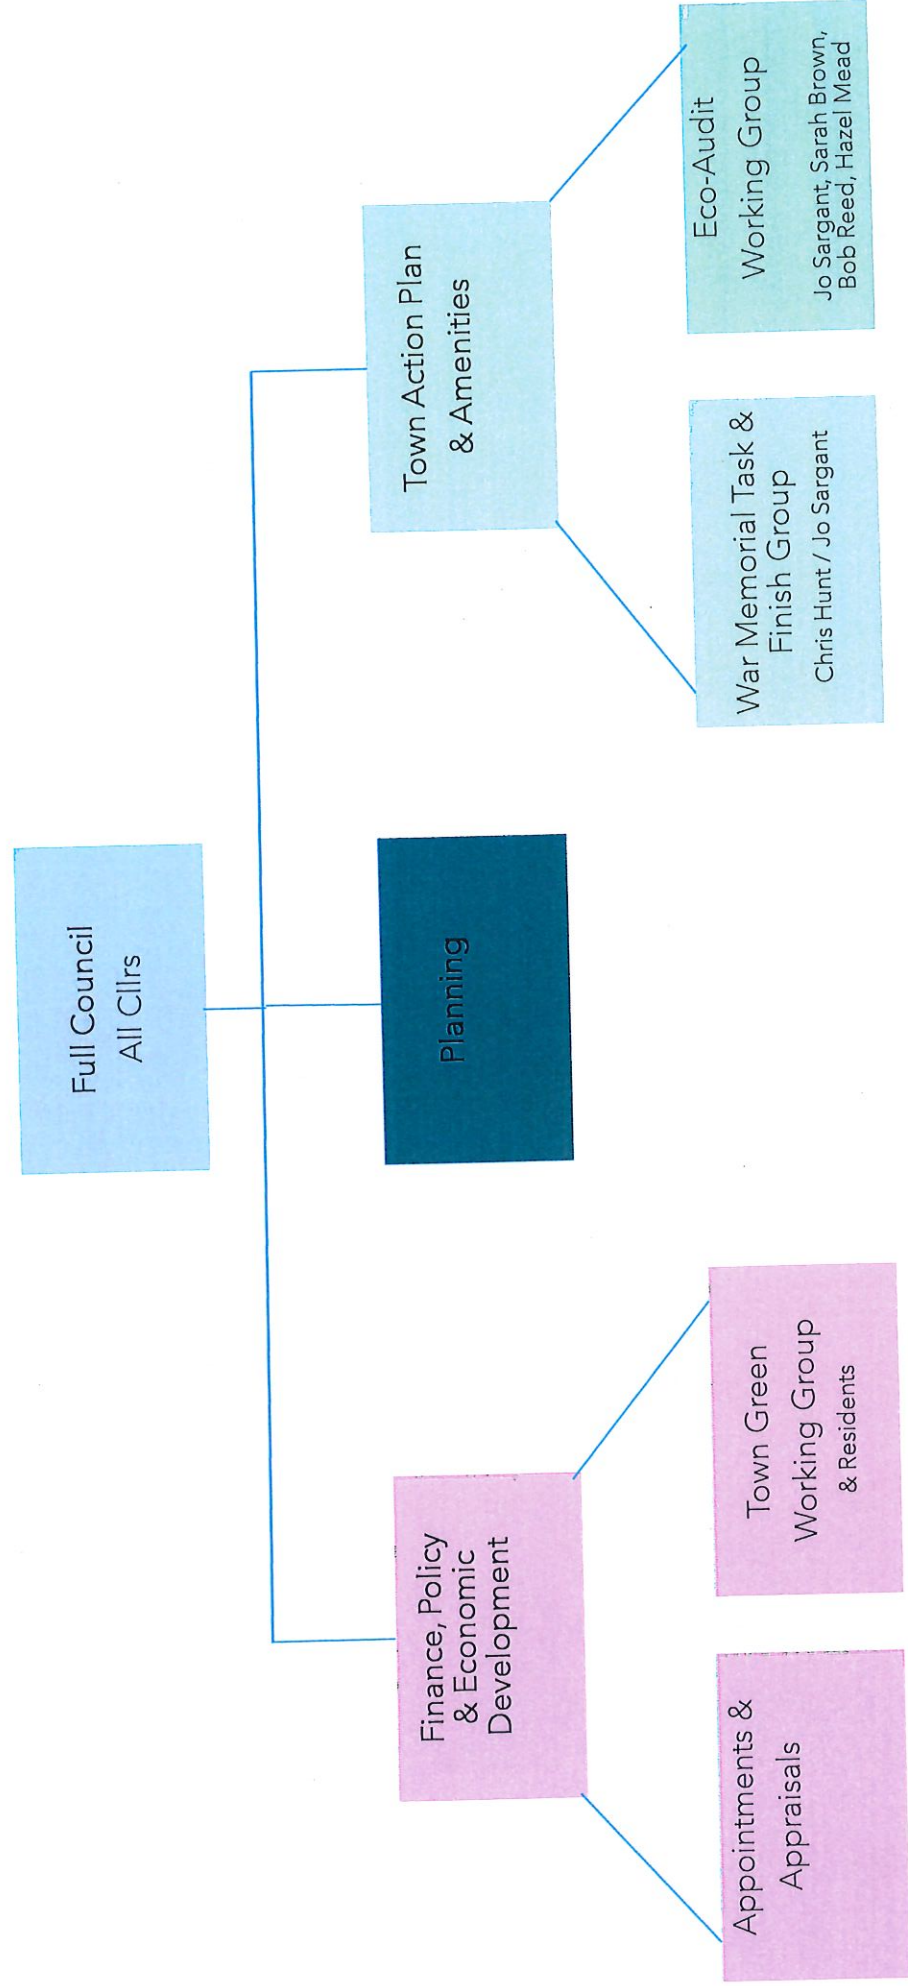 Full Council
All Cllrs
Finance, Policy
& Economic
Development
Planning
Town Action Plan
& Amenities
Appointments &
Appraisals
Town Green
Working Group
& Residents
War Memorial Task &
Finish Group
Chris Hunt / Jo Sargant
Eco-Audit
Working Group
Jo Sargant, Sarah Brown,
Bob Reed, Hazel Mead